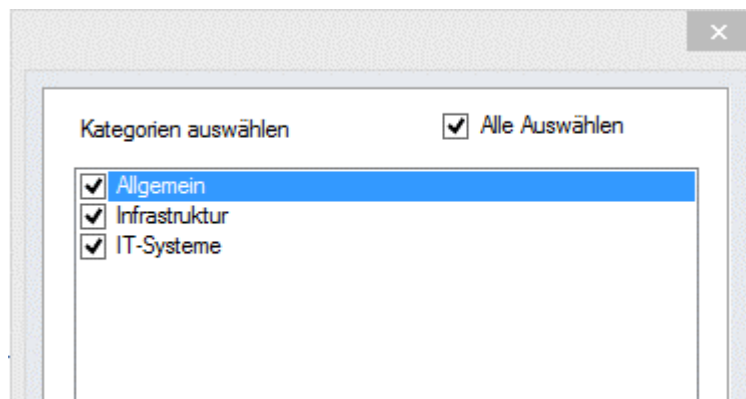 Kategorien auswählen
Alle Auswählen
Allgemein
Infrastruktur
IT-Systeme